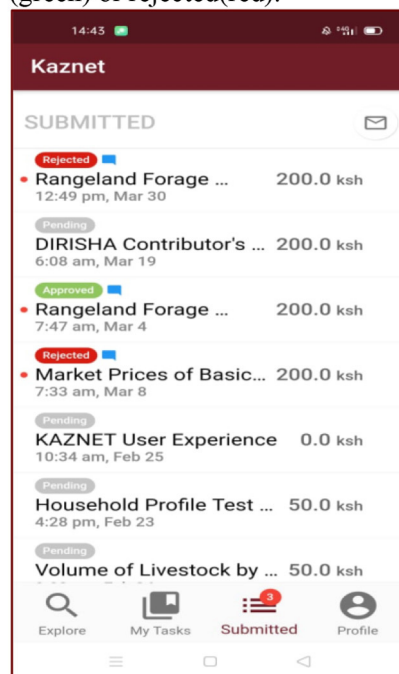 (green) or rejected(red).
14:43
Kaznet
SUBMITTED
Rejected
Rangeland Forage ... 200.0 ksh
12:49 pm, Mar 30
Pending
DIRISHA Contributor's ... 200.0 ksh
6:08 am, Mar 19
Approved
Rangeland Forage ... 200.0 ksh
7:47 am, Mar 4
Rejected
Market Prices of Basic... 200.0 ksh
7:33 am, Mar 8
Pending
KAZNET User Experience 0.0 ksh
10:34 am, Feb 25
Pending
Household Profile Test ... 50.0 ksh
4:28 pm, Feb 23
Pending
Volume of Livestock by ... 50.0 ksh
3
Explore My Tasks Submitted Profile